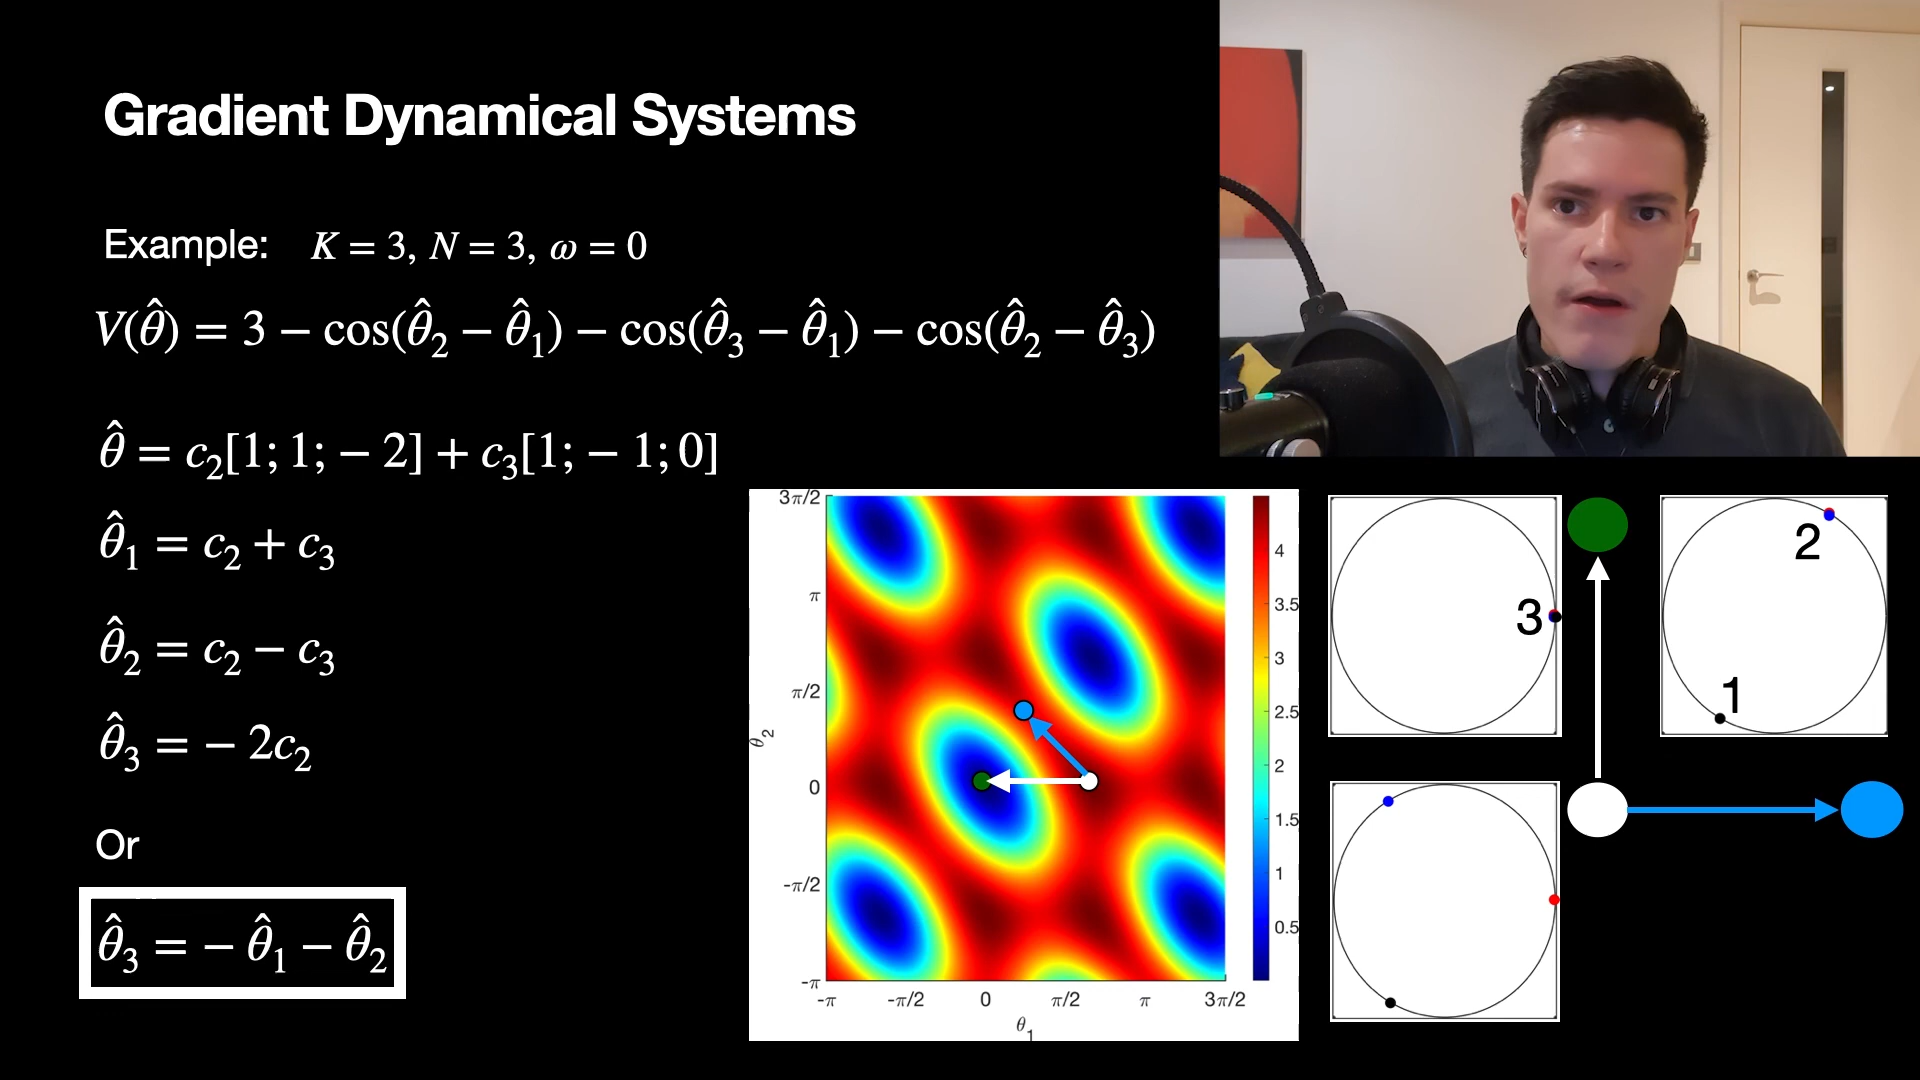 Gradient Dynamical Systems
Example: K = 3, N = 3, ω = 0
V(θ̂) = 3 − cos(θ̂₂ − θ̂₁) − cos(θ̂₃ − θ̂₁) − cos(θ̂₂ − θ̂₃)
θ̂ = c₂[1; 1; − 2] + c₃[1; − 1; 0]
θ̂₁ = c₂ + c₃
θ̂₂ = c₂ − c₃
θ̂₃ = − 2c₂
Or
θ̂₃ = − θ̂₁ − θ̂₂
3π/2
π
π/2
0
-π/2
-π
θ₂
-π -π/2 0 π/2 π 3π/2
θ₁
4
3.5
3
2.5
2
1.5
1
0.5
3
2
1